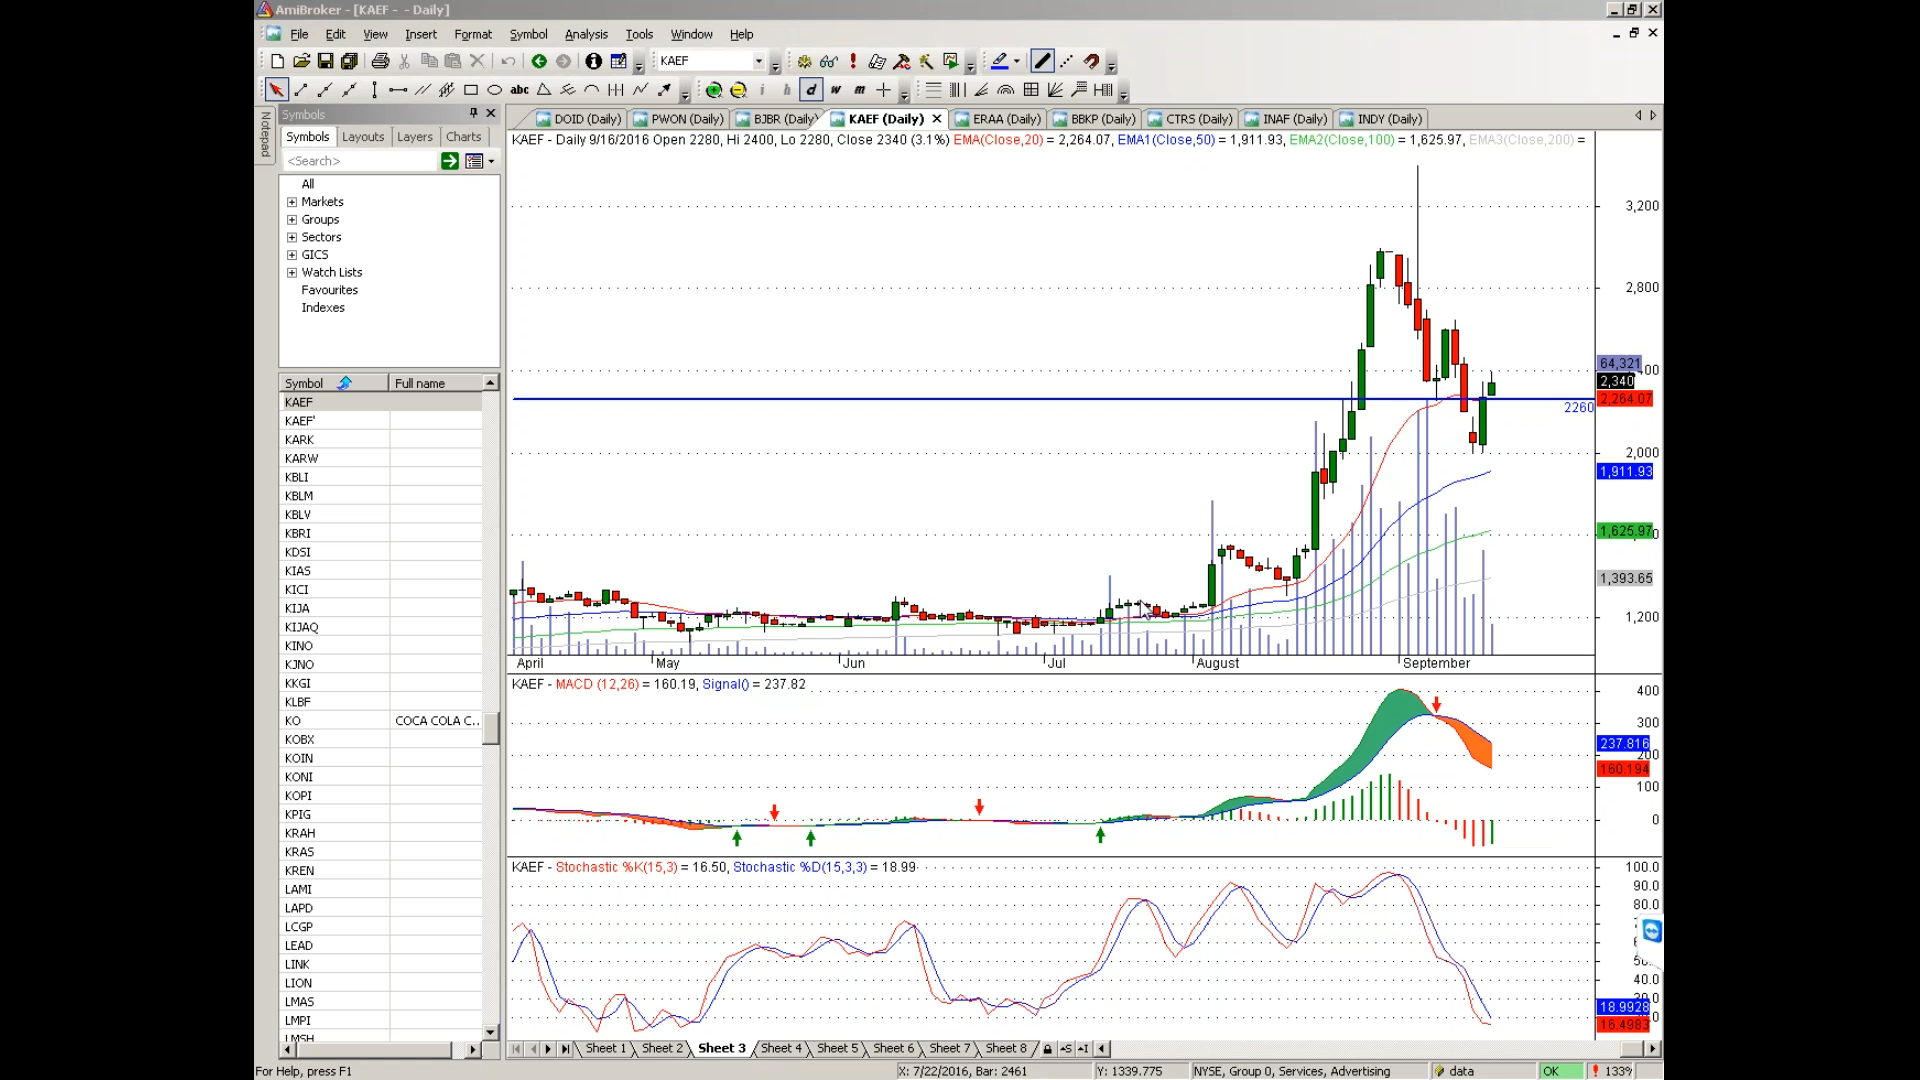 AmiBroker - [KAEF - - Daily]
File Edit View Insert Format Symbol Analysis Tools Window Help
KAEF
abc i h d w m
Notepad
Symbols
Symbols Layouts Layers Charts
<Search>
All
Markets
Groups
Sectors
GICS
Watch Lists
Favourites
Indexes
Symbol Full name
KAEF
KAEF'
KARK
KARW
KBLI
KBLM
KBLV
KBRI
KDSI
KIAS
KICI
KIJA
KIJAQ
KINO
KJNO
KKGI
KLBF
KO COCA COLA C..
KOBX
KOIN
KONI
KOPI
KPIG
KRAH
KRAS
KREN
LAMI
LAPD
LCGP
LEAD
LINK
LION
LMAS
LMPI
LMSH
DOID (Daily) PWON (Daily) BJBR (Daily) KAEF (Daily) ERAA (Daily) BBKP (Daily) CTRS (Daily) INAF (Daily) INDY (Daily)
KAEF - Daily 9/16/2016 Open 2280, Hi 2400, Lo 2280, Close 2340 (3.1%) EMA(Close,20) = 2,264.07, EMA1(Close,50) = 1,911.93, EMA2(Close,100) = 1,625.97, EMA3(Close,200) =
3,200
2,800
64,321
400
2,340
2,264.07
2260
2,000
1,911.93
1,625.97
1,393.65
1,200
April May Jun Jul August September
KAEF - MACD (12,26) = 160.19, Signal() = 237.82
400
300
237.816
200
160.194
100
0
KAEF - Stochastic %K(15,3) = 16.50, Stochastic %D(15,3,3) = 18.99
100.0
90.0
80.0
40.0
18.9928
16.4983
Sheet 1 Sheet 2 Sheet 3 Sheet 4 Sheet 5 Sheet 6 Sheet 7 Sheet 8
For Help, press F1 X: 7/22/2016, Bar: 2461 Y: 1339.775 NYSE, Group 0, Services, Advertising data OK 133%